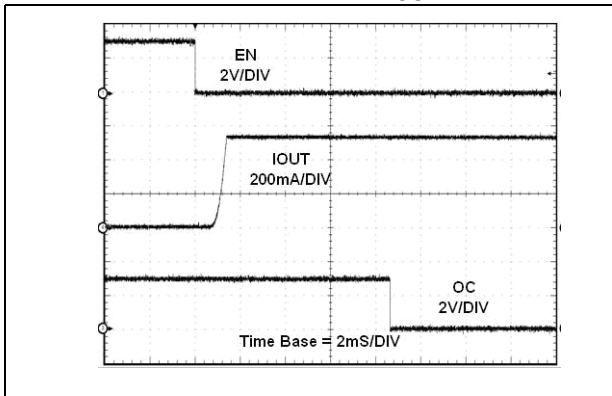 EN
2V/DIV
IOUT
200mA/DIV
OC
2V/DIV
Time Base = 2mS/DIV